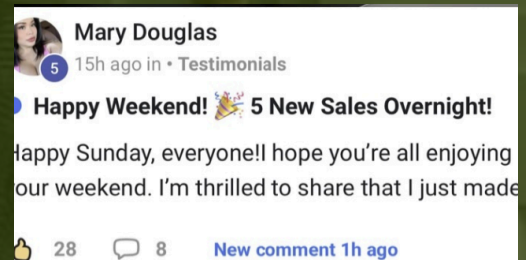 Mary Douglas
5 15h ago in • Testimonials
Happy Weekend! 🎉 5 New Sales Overnight!
Happy Sunday, everyone!I hope you're all enjoying
your weekend. I'm thrilled to share that I just made
28 8 New comment 1h ago